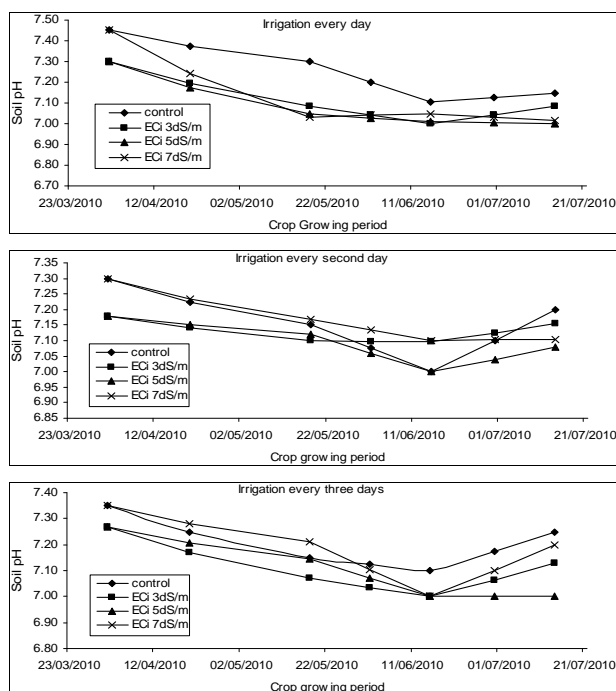 Irrigation every day
7.50
7.40
7.30
7.20
7.10
7.00
6.90
6.80
6.70
Soil pH
control
ECi 3dS/m
ECi 5dS/m
ECi 7dS/m
23/03/2010 12/04/2010 02/05/2010 22/05/2010 11/06/2010 01/07/2010 21/07/2010
Crop Growing period
Irrigation every second day
7.35
7.30
7.25
7.20
7.15
7.10
7.05
7.00
6.95
6.90
6.85
Soil pH
control
ECi 3dS/m
ECi 5dS/m
ECi 7dS/m
23/03/2010 12/04/2010 02/05/2010 22/05/2010 11/06/2010 01/07/2010 21/07/2010
Crop growing period
Irrigation every three days
7.40
7.30
7.20
7.10
7.00
6.90
6.80
Soil pH
control
ECi 3dS/m
ECi 5dS/m
ECi 7dS/m
23/03/2010 12/04/2010 02/05/2010 22/05/2010 11/06/2010 01/07/2010 21/07/2010
Crop growing period